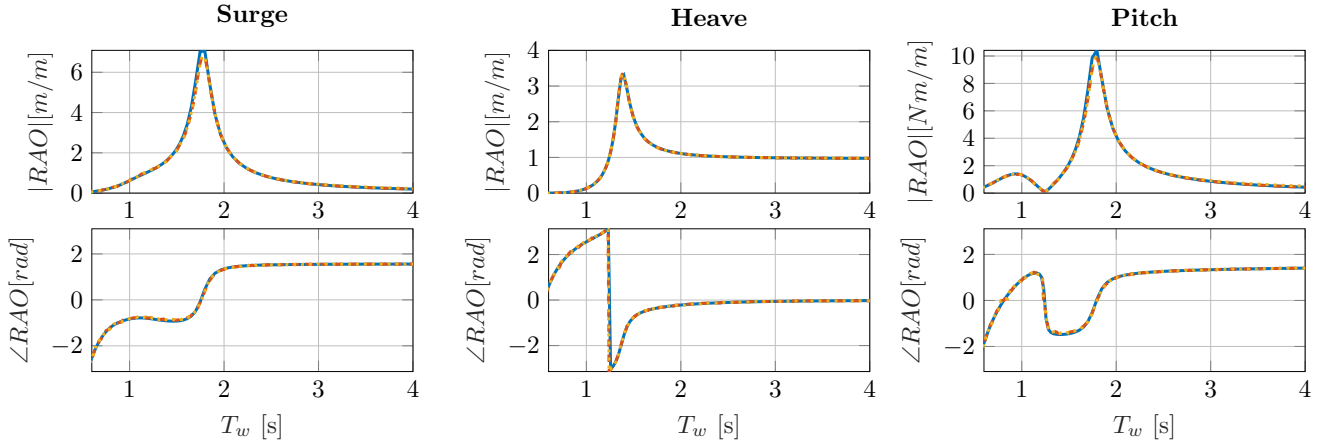 Surge Heave Pitch
|RAO|[m/m] 0 2 4 6 1 2 3 4
|RAO|[m/m] 0 1 2 3 4 1 2 3 4
|RAO|[Nm/m] 0 2 4 6 8 10 1 2 3 4
∠RAO[rad] −2 0 2 1 2 3 4
∠RAO[rad] −2 0 2 1 2 3 4
∠RAO[rad] −2 0 2 1 2 3 4
T_w [s] T_w [s] T_w [s]